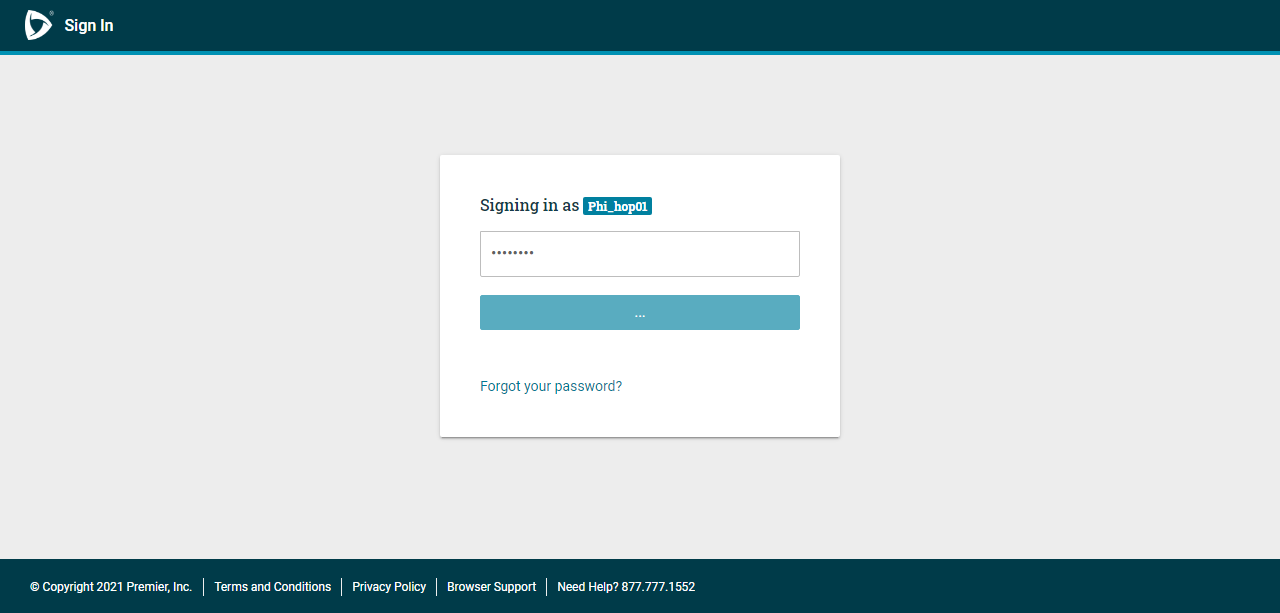 Sign In
Signing in as Phi_hop01
••••••••
...
Forgot your password?
© Copyright 2021 Premier, Inc. Terms and Conditions Privacy Policy Browser Support Need Help? 877.777.1552